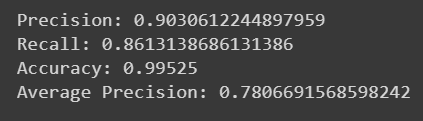 Precision: 0.9030612244897959
Recall: 0.8613138686131386
Accuracy: 0.99525
Average Precision: 0.7806691568598242